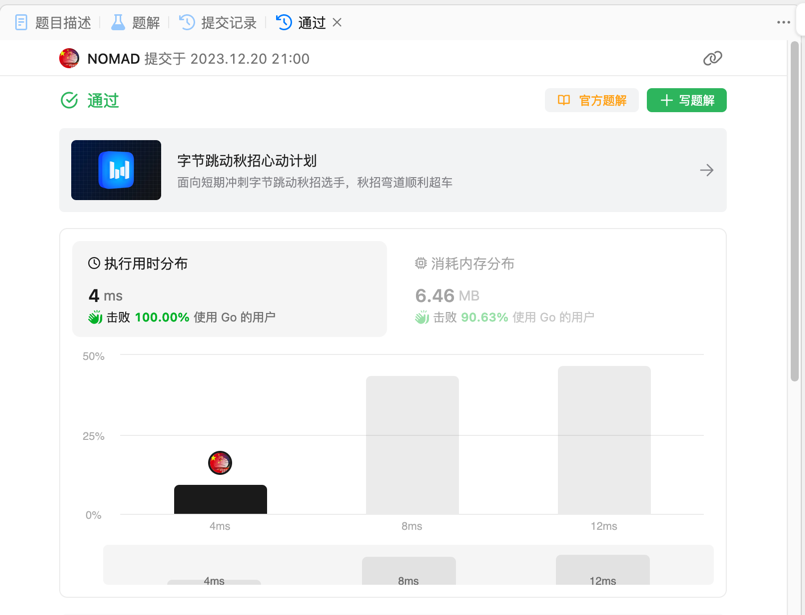 题目描述 题解 提交记录 通过
NOMAD 提交于 2023.12.20 21:00
通过
官方题解 写题解
字节跳动秋招心动计划
面向短期冲刺字节跳动秋招选手，秋招弯道顺利超车
执行用时分布
4 ms
击败 100.00% 使用 Go 的用户
消耗内存分布
6.46 MB
击败 90.63% 使用 Go 的用户
50%
25%
0%
4ms 8ms 12ms
4ms 8ms 12ms